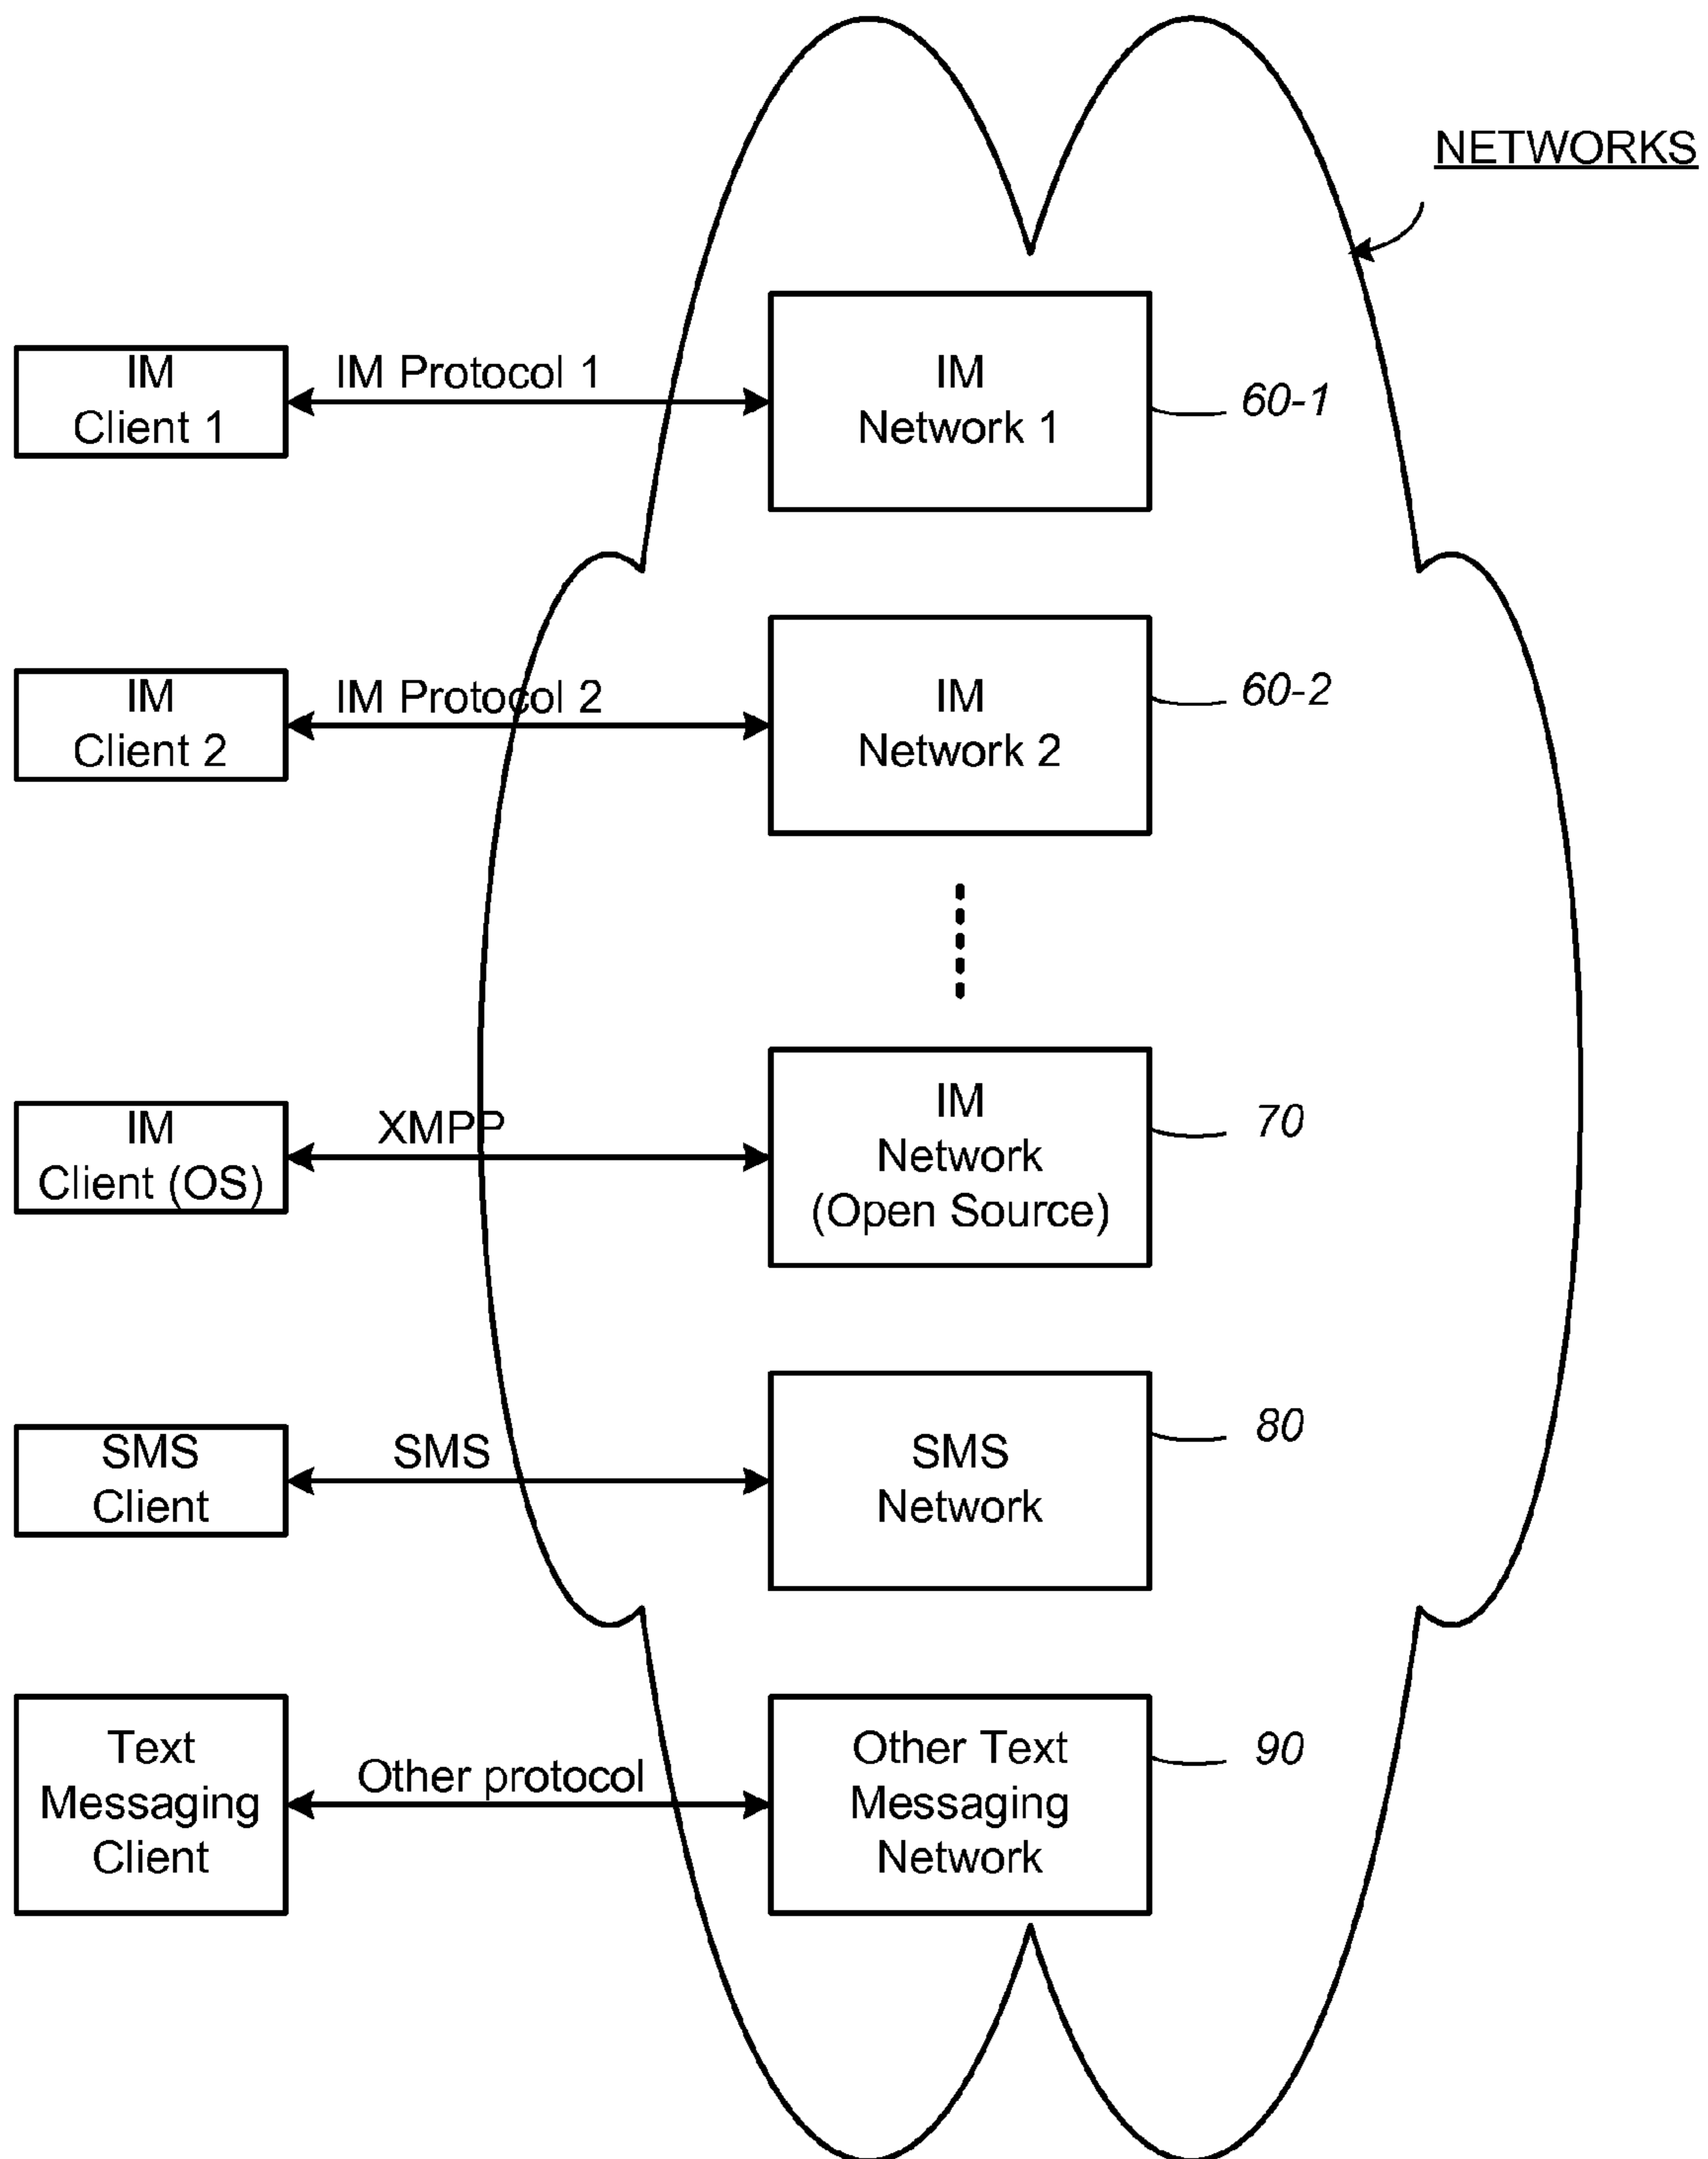 NETWORKS
IM
Client 1
IM Protocol 1
IM
Network 1
60-1
IM
Client 2
IM Protocol 2
IM
Network 2
60-2
IM
Client (OS)
XMPP
IM
Network
(Open Source)
70
SMS
Client
SMS
SMS
Network
80
Text
Messaging
Client
Other protocol
Other Text
Messaging
Network
90